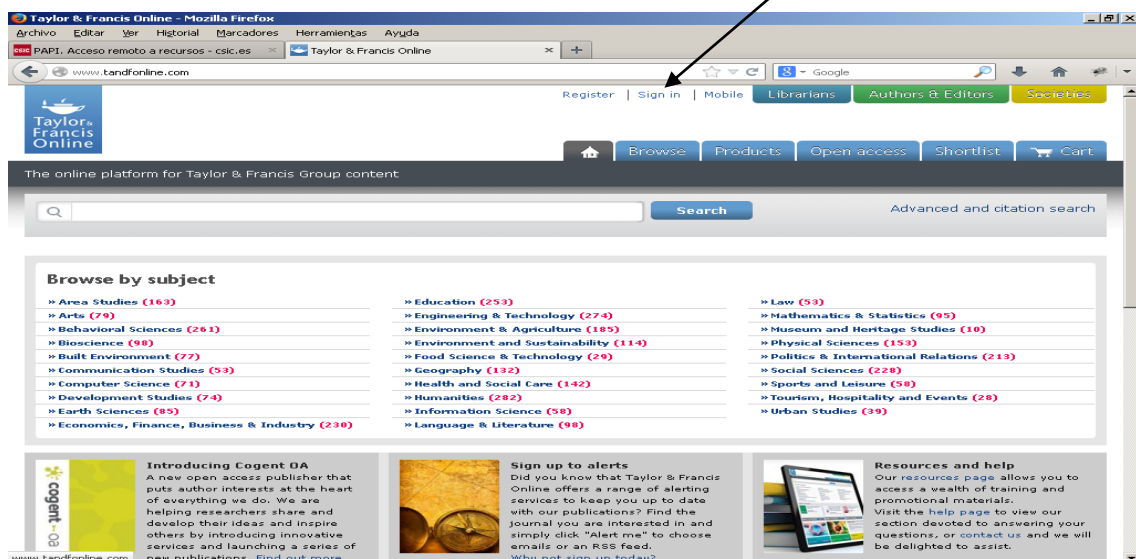 Taylor & Francis Online - Mozilla Firefox
Archivo Editar Ver Historial Marcadores Herramientas Ayuda
CSIC PAPI. Acceso remoto a recursos - csic.es × Taylor & Francis Online × +
www.tandfonline.com 8 Google
Register | Sign in | Mobile Librarians Authors & Editors Societies
Taylor &
Francis
Online
Browse Products Open access Shortlist Cart
The online platform for Taylor & Francis Group content
Search Advanced and citation search
Browse by subject
» Area Studies (163)
» Arts (79)
» Behavioral Sciences (261)
» Bioscience (98)
» Built Environment (77)
» Communication Studies (53)
» Computer Science (71)
» Development Studies (74)
» Earth Sciences (85)
» Economics, Finance, Business & Industry (230)
» Education (253)
» Engineering & Technology (274)
» Environment & Agriculture (185)
» Environment and Sustainability (114)
» Food Science & Technology (29)
» Geography (132)
» Health and Social Care (142)
» Humanities (282)
» Information Science (58)
» Language & Literature (98)
» Law (53)
» Mathematics & Statistics (95)
» Museum and Heritage Studies (10)
» Physical Sciences (153)
» Politics & International Relations (213)
» Social Sciences (228)
» Sports and Leisure (58)
» Tourism, Hospitality and Events (28)
» Urban Studies (39)
cogent - oa
Introducing Cogent OA
A new open access publisher that
puts author interests at the heart
of everything we do. We are
helping researchers share and
develop their ideas and inspire
others by introducing innovative
services and launching a series of
new publications. Find out more
Sign up to alerts
Did you know that Taylor & Francis
Online offers a range of alerting
services to keep you up to date
with our publications? Find the
journal you are interested in and
simply click "Alert me" to choose
emails or an RSS feed.
Why not sign up today?
Resources and help
Our resources page allows you to
access a wealth of training and
promotional materials.
Visit the help page to view our
section devoted to answering your
questions, or contact us and we will
be delighted to assist.
www.tandfonline.com